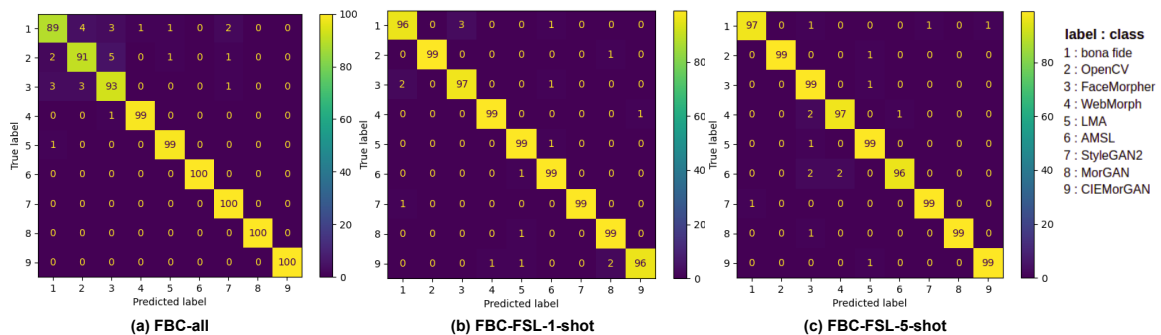 True label
1 89 4 3 1 1 0 2 0 0
2 2 91 5 0 1 0 1 0 0
3 3 3 93 0 0 0 1 0 0
4 0 0 1 99 0 0 0 0 0
5 1 0 0 0 99 0 0 0 0
6 0 0 0 0 0 100 0 0 0
7 0 0 0 0 0 0 100 0 0
8 0 0 0 0 0 0 0 100 0
9 0 0 0 0 0 0 0 0 100
1 2 3 4 5 6 7 8 9
Predicted label
100
80
60
40
20
0
(a) FBC-all
True label
1 96 0 3 0 0 1 0 0 0
2 0 99 0 0 0 0 0 1 0
3 2 0 97 0 0 1 0 0 0
4 0 0 0 99 0 0 0 0 1
5 0 0 0 0 99 1 0 0 0
6 0 0 0 0 1 99 0 0 0
7 1 0 0 0 0 0 99 0 0
8 0 0 0 0 1 0 0 99 0
9 0 0 0 1 1 0 0 2 96
1 2 3 4 5 6 7 8 9
Predicted label
80
60
40
20
0
(b) FBC-FSL-1-shot
True label
1 97 0 0 0 0 0 1 0 1
2 0 99 0 0 1 0 0 0 0
3 0 0 99 0 1 0 0 0 0
4 0 0 2 97 0 1 0 0 0
5 0 0 1 0 99 0 0 0 0
6 0 0 2 2 0 96 0 0 0
7 1 0 0 0 0 0 99 0 0
8 0 0 1 0 0 0 0 99 0
9 0 0 0 0 1 0 0 0 99
1 2 3 4 5 6 7 8 9
Predicted label
80
60
40
20
0
(c) FBC-FSL-5-shot
label : class
1 : bona fide
2 : OpenCV
3 : FaceMorpher
4 : WebMorph
5 : LMA
6 : AMSL
7 : StyleGAN2
8 : MorGAN
9 : CIEMorGAN